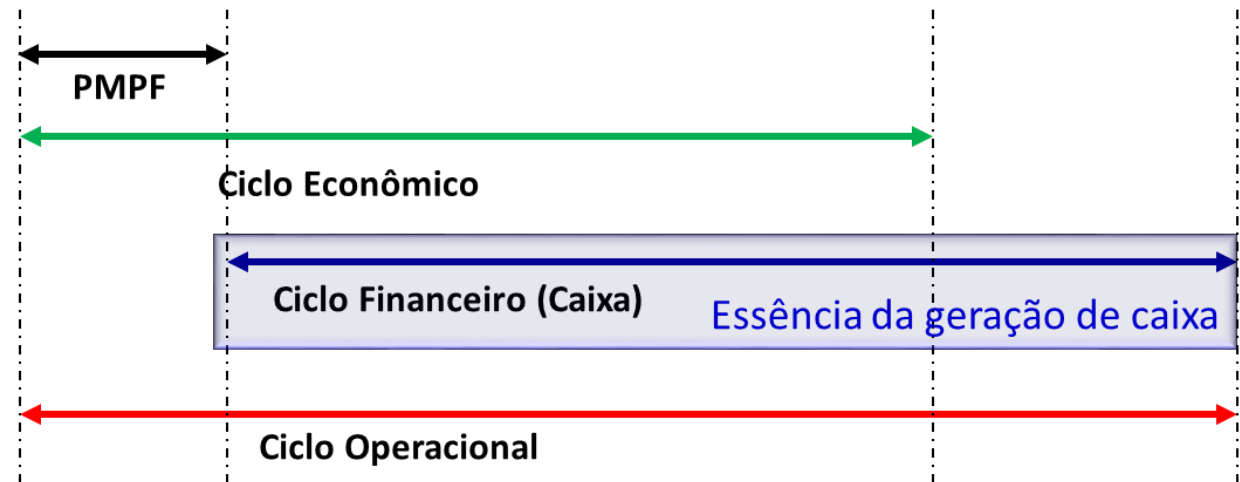 PMPF
Ciclo Econômico
Ciclo Financeiro (Caixa)
Essência da geração de caixa
Ciclo Operacional